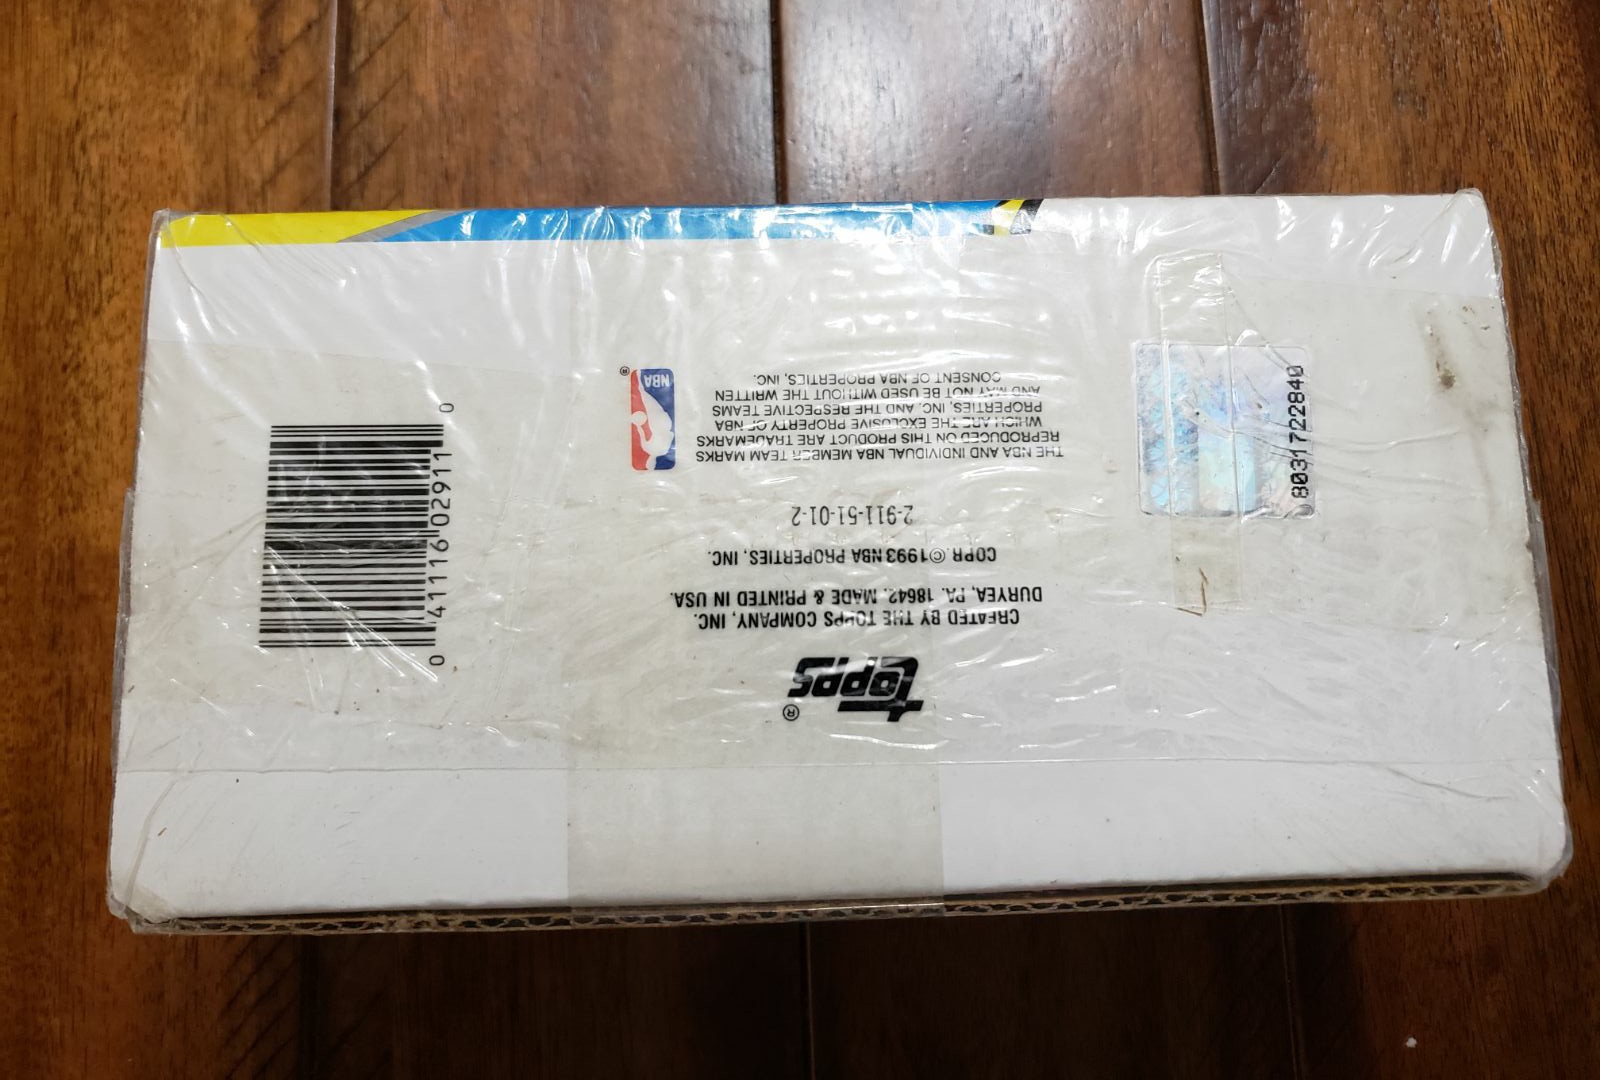 topps®
CREATED BY THE TOPPS COMPANY, INC.
DURYEA, PA. 18642. MADE & PRINTED IN USA.
COPR. © 1993 NBA PROPERTIES, INC.
2-911-51-01-2
THE NBA AND INDIVIDUAL NBA MEMBER TEAM MARKS
REPRODUCED ON THIS PRODUCT ARE TRADEMARKS
WHICH ARE THE EXCLUSIVE PROPERTY OF NBA
PROPERTIES, INC. AND THE RESPECTIVE TEAMS
AND MAY NOT BE USED WITHOUT THE WRITTEN
CONSENT OF NBA PROPERTIES, INC.
NBA®
0 41116 02911 0
8031722840